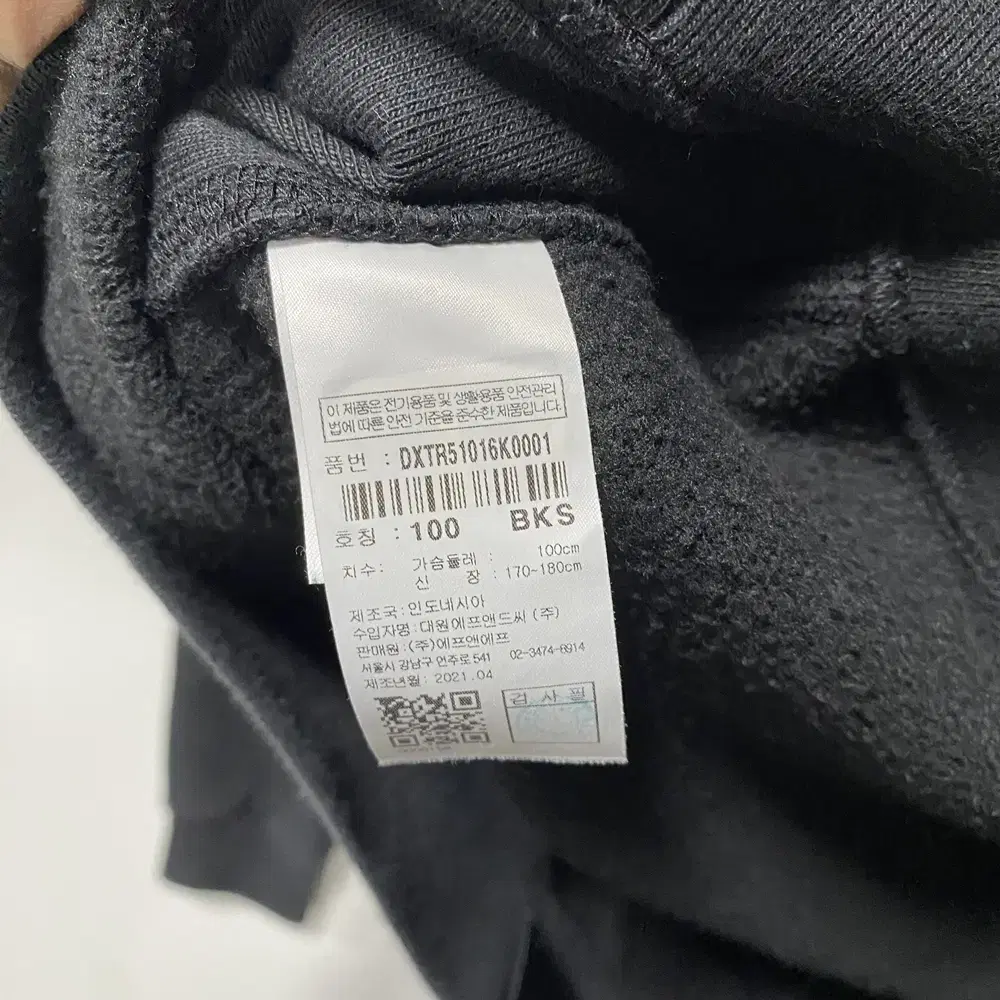 이 제품은 전기용품 및 생활용품 안전관리
법에 따른 안전 기준을 준수한 제품입니다.
품번 : DXTR51016K0001
호칭 : 100 BKS
치수: 가슴둘레 : 100cm
신 장 : 170~180cm
제조국:인도네시아
수입자명:대원에프앤드씨 (주)
판매원:(주)에프앤에프
서울시 강남구 언주로 541 02-3474-6914
제조년월: 2021.04
검 사 필